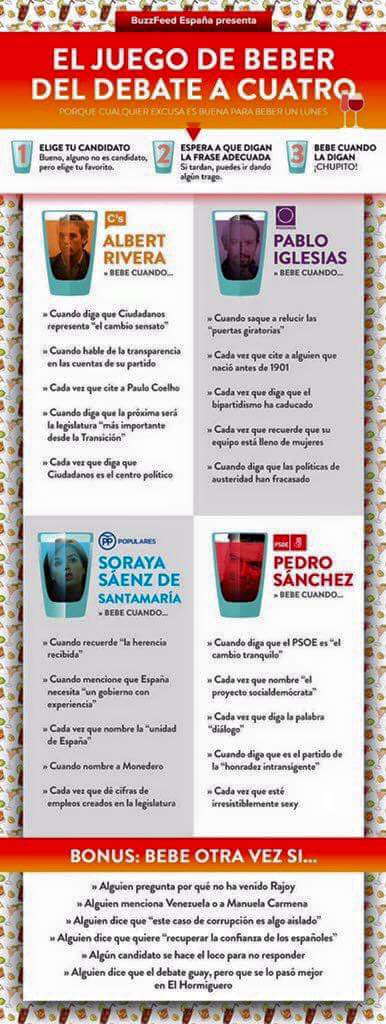 BuzzFeed España presenta
EL JUEGO DE BEBER
DEL DEBATE A CUATRO
PORQUE CUALQUIER EXCUSA ES BUENA PARA BEBER UN LUNES
1
ELIGE TU CANDIDATO
Bueno, alguno no es candidato,
pero elige tu favorito.
2
ESPERA A QUE DIGAN
LA FRASE ADECUADA
Si tardan, puedes ir dando
algún trago.
3
BEBE CUANDO
LA DIGAN
¡CHUPITO!
C's
ALBERT
RIVERA
» BEBE CUANDO...
» Cuando diga que Ciudadanos
representa "el cambio sensato"
» Cuando hable de la transparencia
en las cuentas de su partido
» Cada vez que cite a Paulo Coelho
» Cuando diga que la próxima será
la legislatura "más importante
desde la Transición"
» Cada vez que diga que
Ciudadanos es el centro político
PABLO
IGLESIAS
» BEBE CUANDO...
» Cuando saque a relucir las
"puertas giratorias"
» Cada vez que cite a alguien que
nació antes de 1901
» Cada vez que diga que el
bipartidismo ha caducado
» Cada vez que recuerde que su
equipo está lleno de mujeres
» Cuando diga que las políticas de
austeridad han fracasado
PP POPULARES
SORAYA
SÁENZ DE
SANTAMARÍA
» BEBE CUANDO...
» Cuando recuerde "la herencia
recibida"
» Cuando mencione que España
necesita "un gobierno con
experiencia"
» Cada vez que nombre la "unidad
de España"
» Cuando nombre a Monedero
» Cada vez que dé cifras de
empleos creados en la legislatura
PSOE
PEDRO
SÁNCHEZ
» BEBE CUANDO...
» Cuando diga que el PSOE es "el
cambio tranquilo"
» Cada vez que nombre "el
proyecto socialdemócrata"
» Cada vez que diga la palabra
"diálogo"
» Cuando diga que es el partido de
la "honradez intransigente"
» Cada vez que esté
irresistiblemente sexy
BONUS: BEBE OTRA VEZ SI...
» Alguien pregunta por qué no ha venido Rajoy
» Alguien menciona Venezuela o a Manuela Carmena
» Alguien dice que "este caso de corrupción es algo aislado"
» Alguien dice que quiere "recuperar la confianza de los españoles"
» Algún candidato se hace el loco para no responder
» Alguien dice que el debate guay, pero que se lo pasó mejor
en El Hormiguero